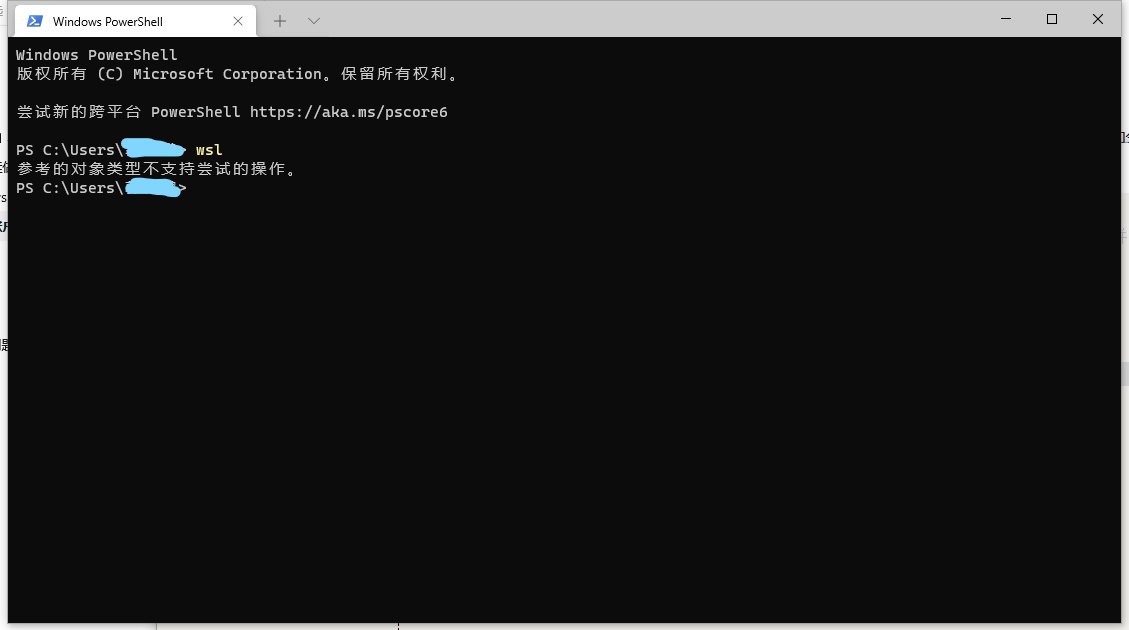 Windows PowerShell
Windows PowerShell
版权所有 (C) Microsoft Corporation。保留所有权利。
尝试新的跨平台 PowerShell https://aka.ms/pscore6
PS C:\Users\ wsl
参考的对象类型不支持尝试的操作。
PS C:\Users\ >